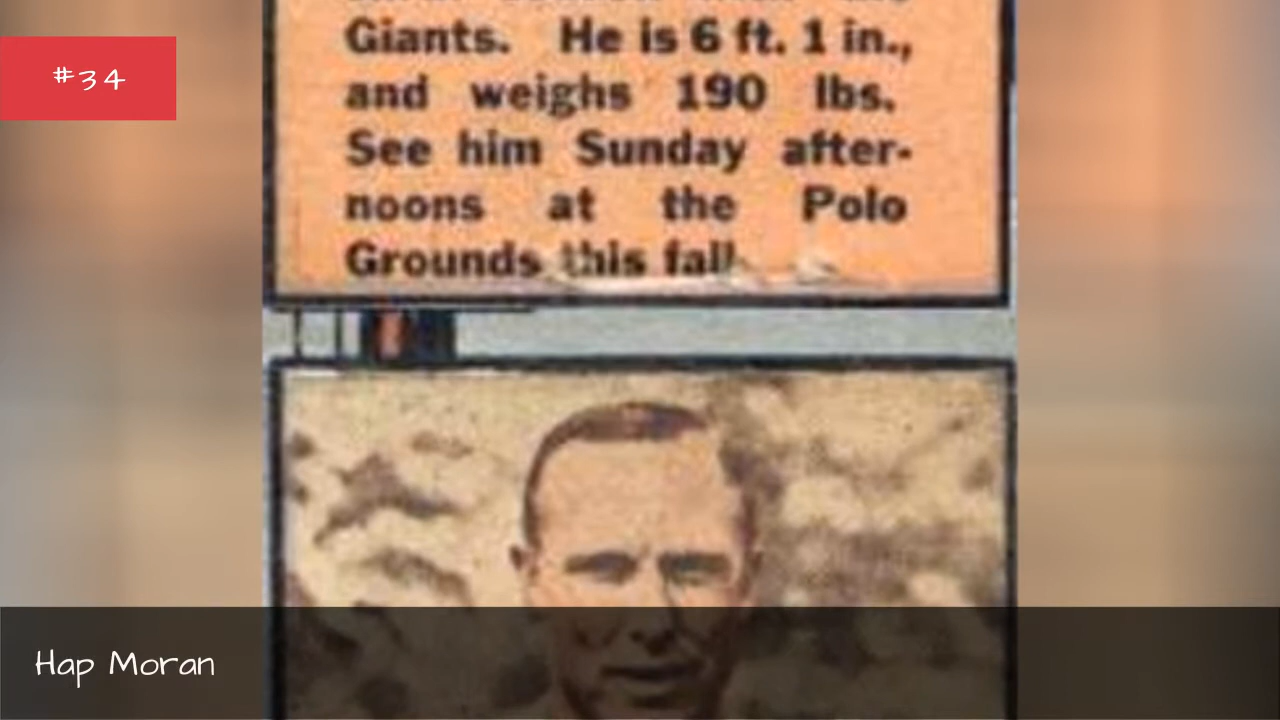 #34
Giants. He is 6 ft. 1 in.,
and weighs 190 lbs.
See him Sunday after-
noons at the Polo
Grounds this fall
Hap Moran